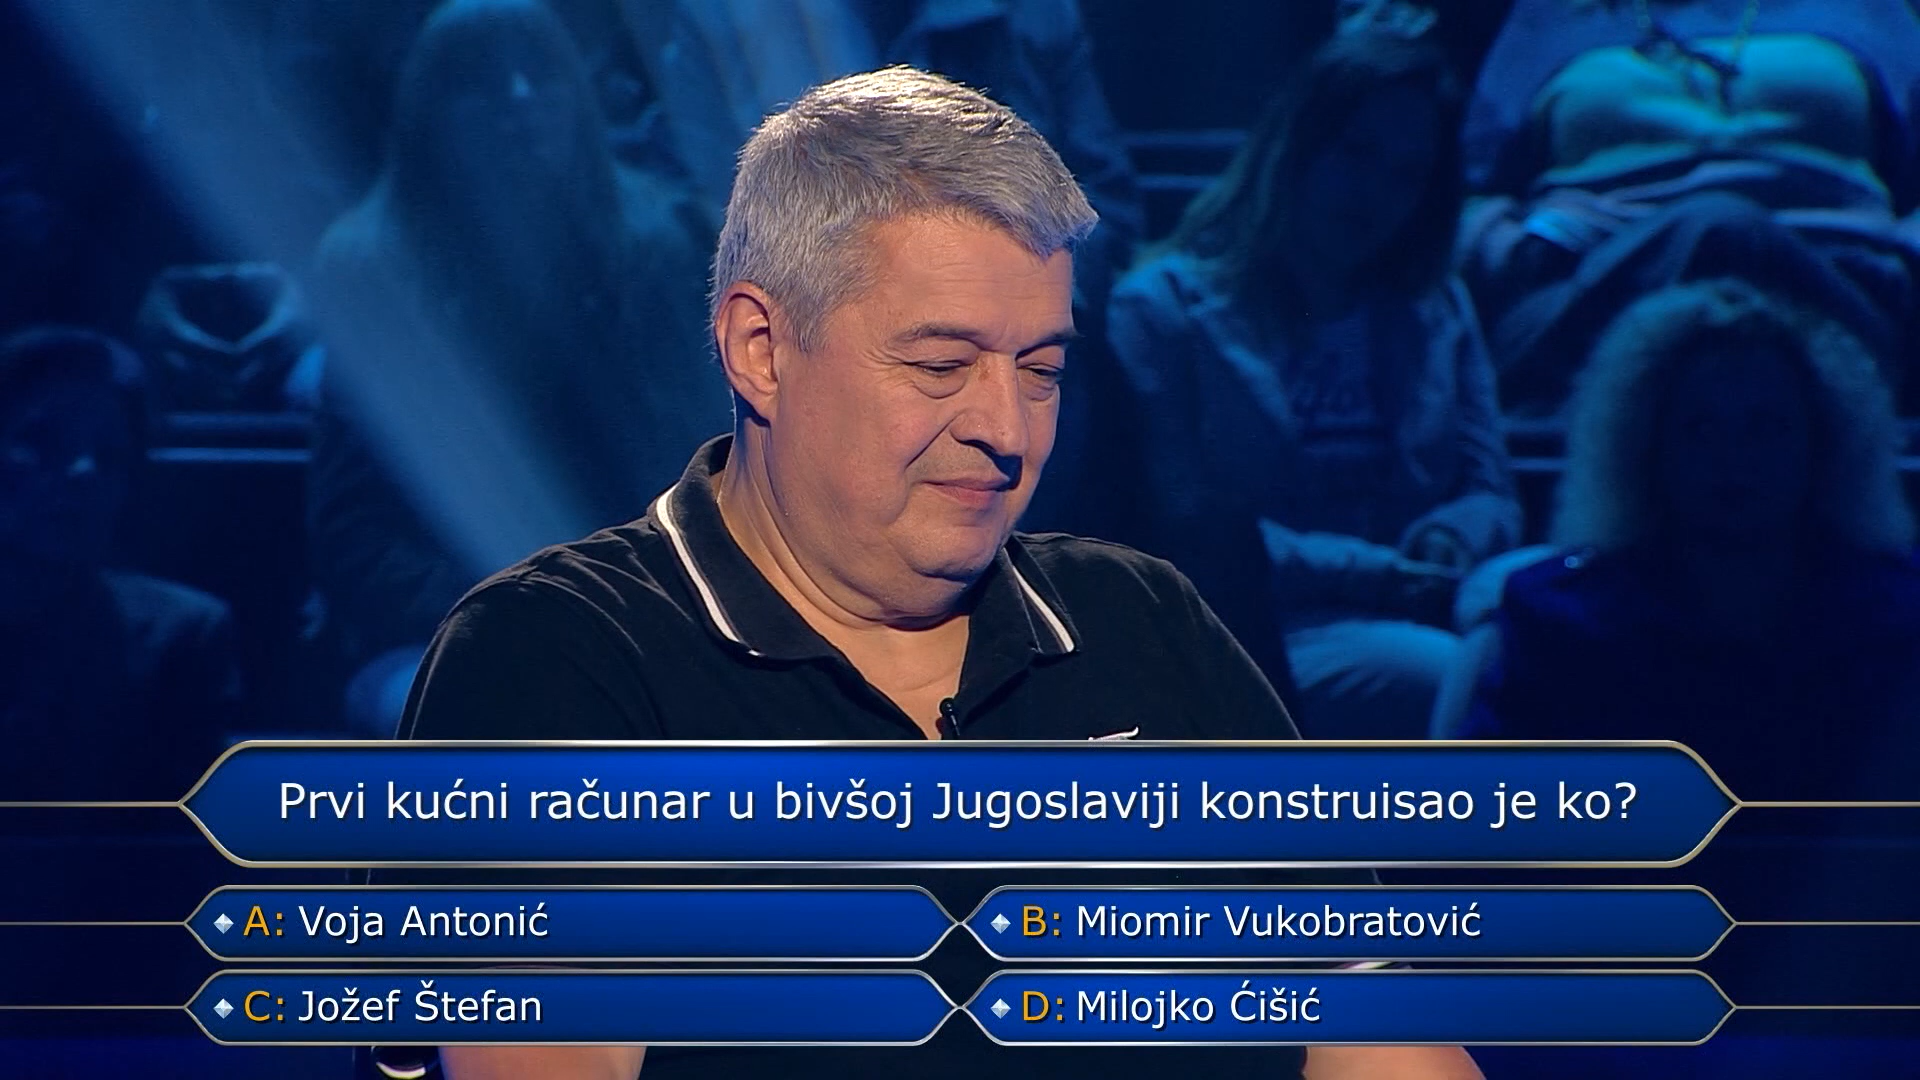 Prvi kućni računar u bivšoj Jugoslaviji konstruisao je ko?
A: Voja Antonić
B: Miomir Vukobratović
C: Jožef Štefan
D: Milojko Ćišić